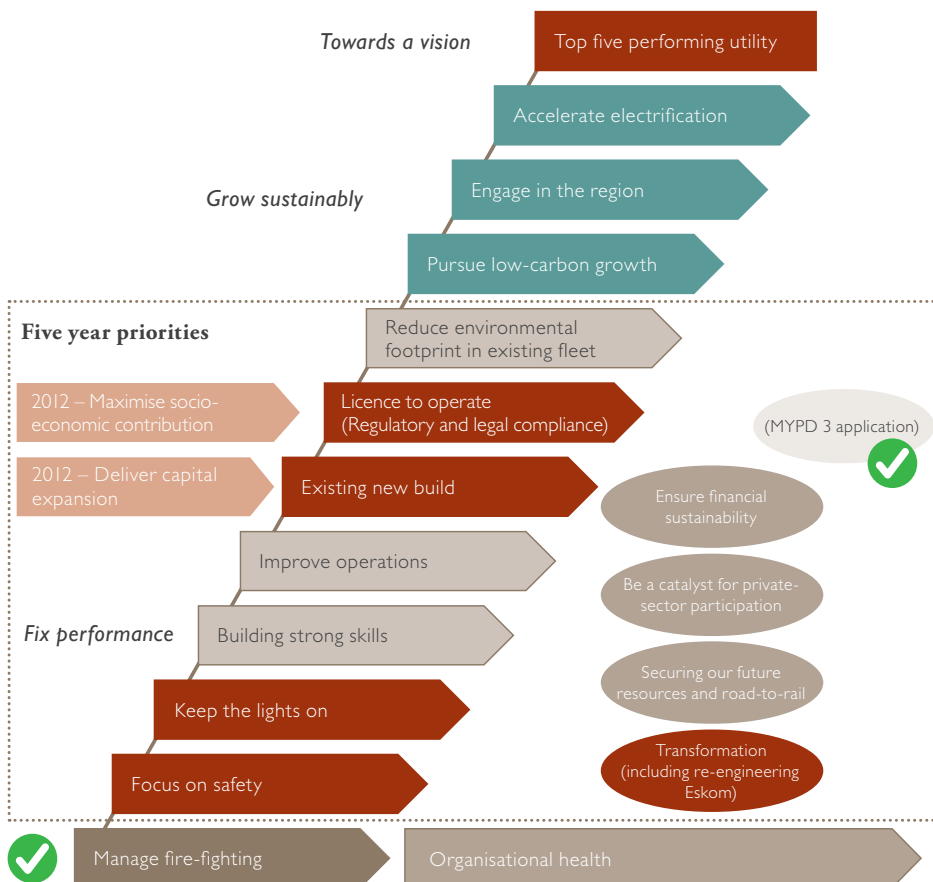 Towards a vision
Top five performing utility
Accelerate electrification
Grow sustainably
Engage in the region
Pursue low-carbon growth
Five year priorities
Reduce environmental
footprint in existing fleet
2012 – Maximise socio-
economic contribution
Licence to operate
(Regulatory and legal compliance)
(MYPD 3 application)
2012 – Deliver capital
expansion
Existing new build
Ensure financial
sustainability
Improve operations
Be a catalyst for private-
sector participation
Fix performance
Building strong skills
Securing our future
resources and road-to-rail
Keep the lights on
Transformation
(including re-engineering
Eskom)
Focus on safety
Manage fire-fighting
Organisational health